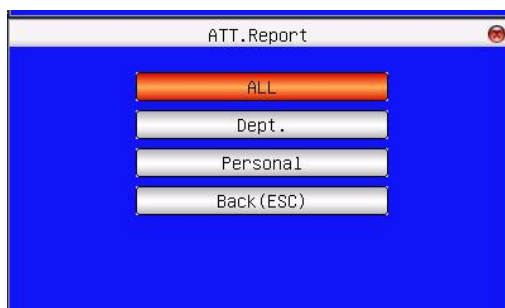 ATT.Report
ALL
Dept.
Personal
Back(ESC)